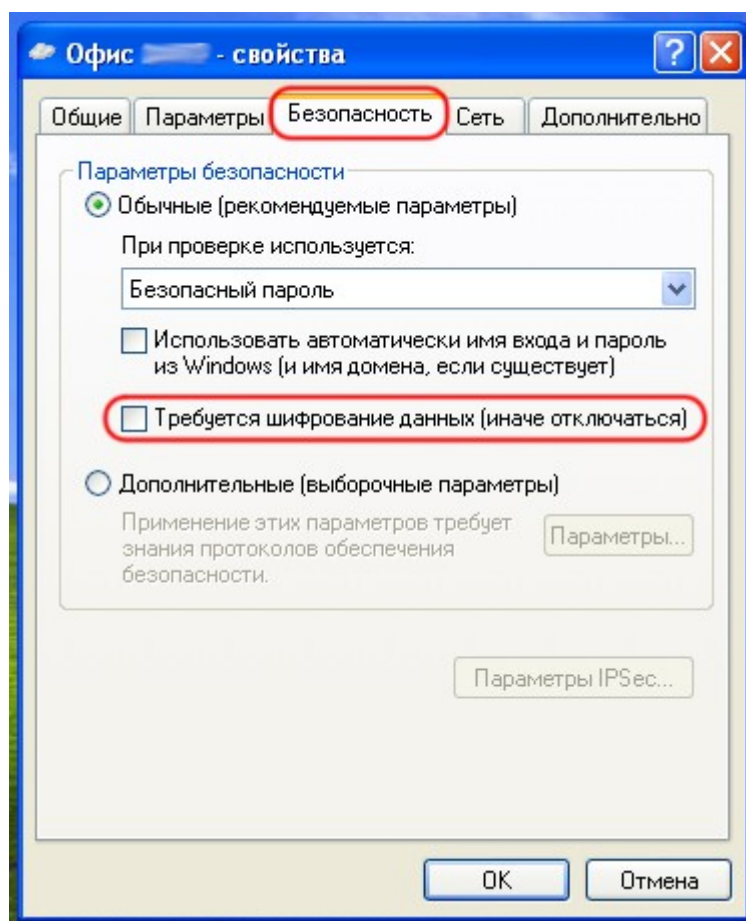 Офис - свойства
Общие Параметры Безопасность Сеть Дополнительно
Параметры безопасности
Обычные (рекомендуемые параметры)
При проверке используется:
Безопасный пароль
Использовать автоматически имя входа и пароль
из Windows (и имя домена, если существует)
Требуется шифрование данных (иначе отключаться)
Дополнительные (выборочные параметры)
Применение этих параметров требует
знания протоколов обеспечения
безопасности.
Параметры...
Параметры IPSec...
OK Отмена